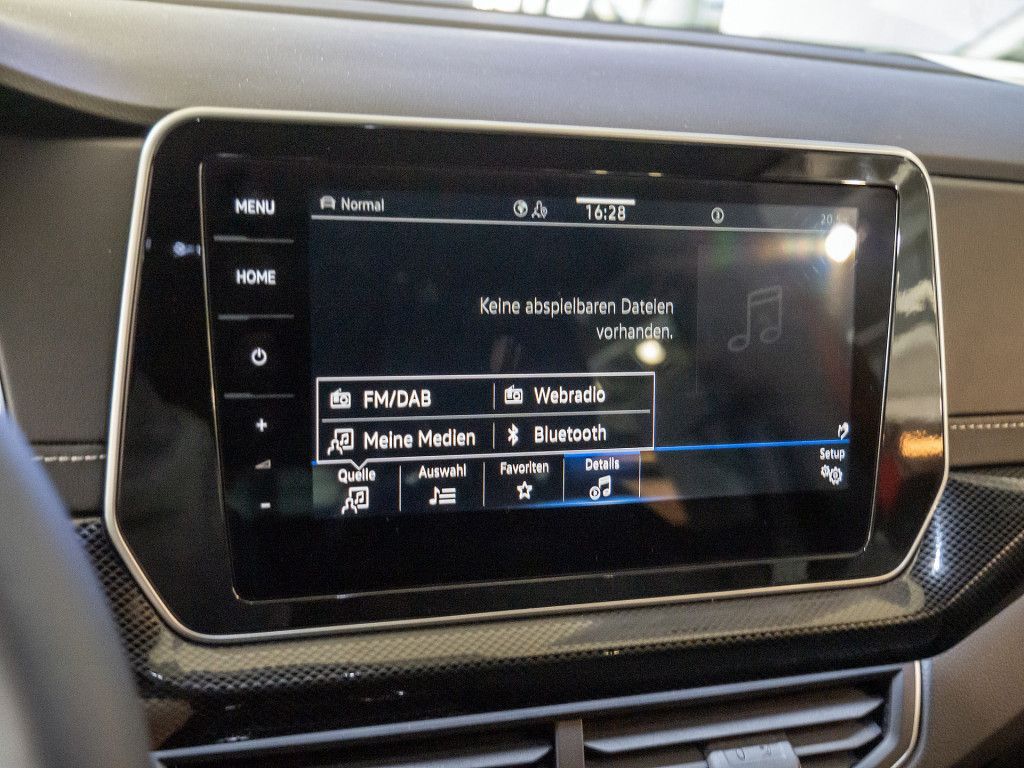 MENU
Normal
16:28
HOME
Keine abspielbaren Dateien
vorhanden.
FM/DAB
Webradio
Meine Medien
Bluetooth
Quelle
Auswahl
Favoriten
Details
Setup
+
-